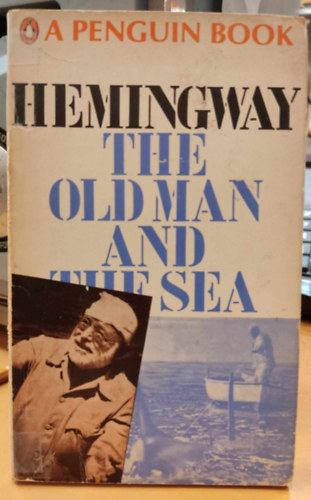 A PENGUIN BOOK
HEMINGWAY
THE
OLD MAN
AND
THE SEA